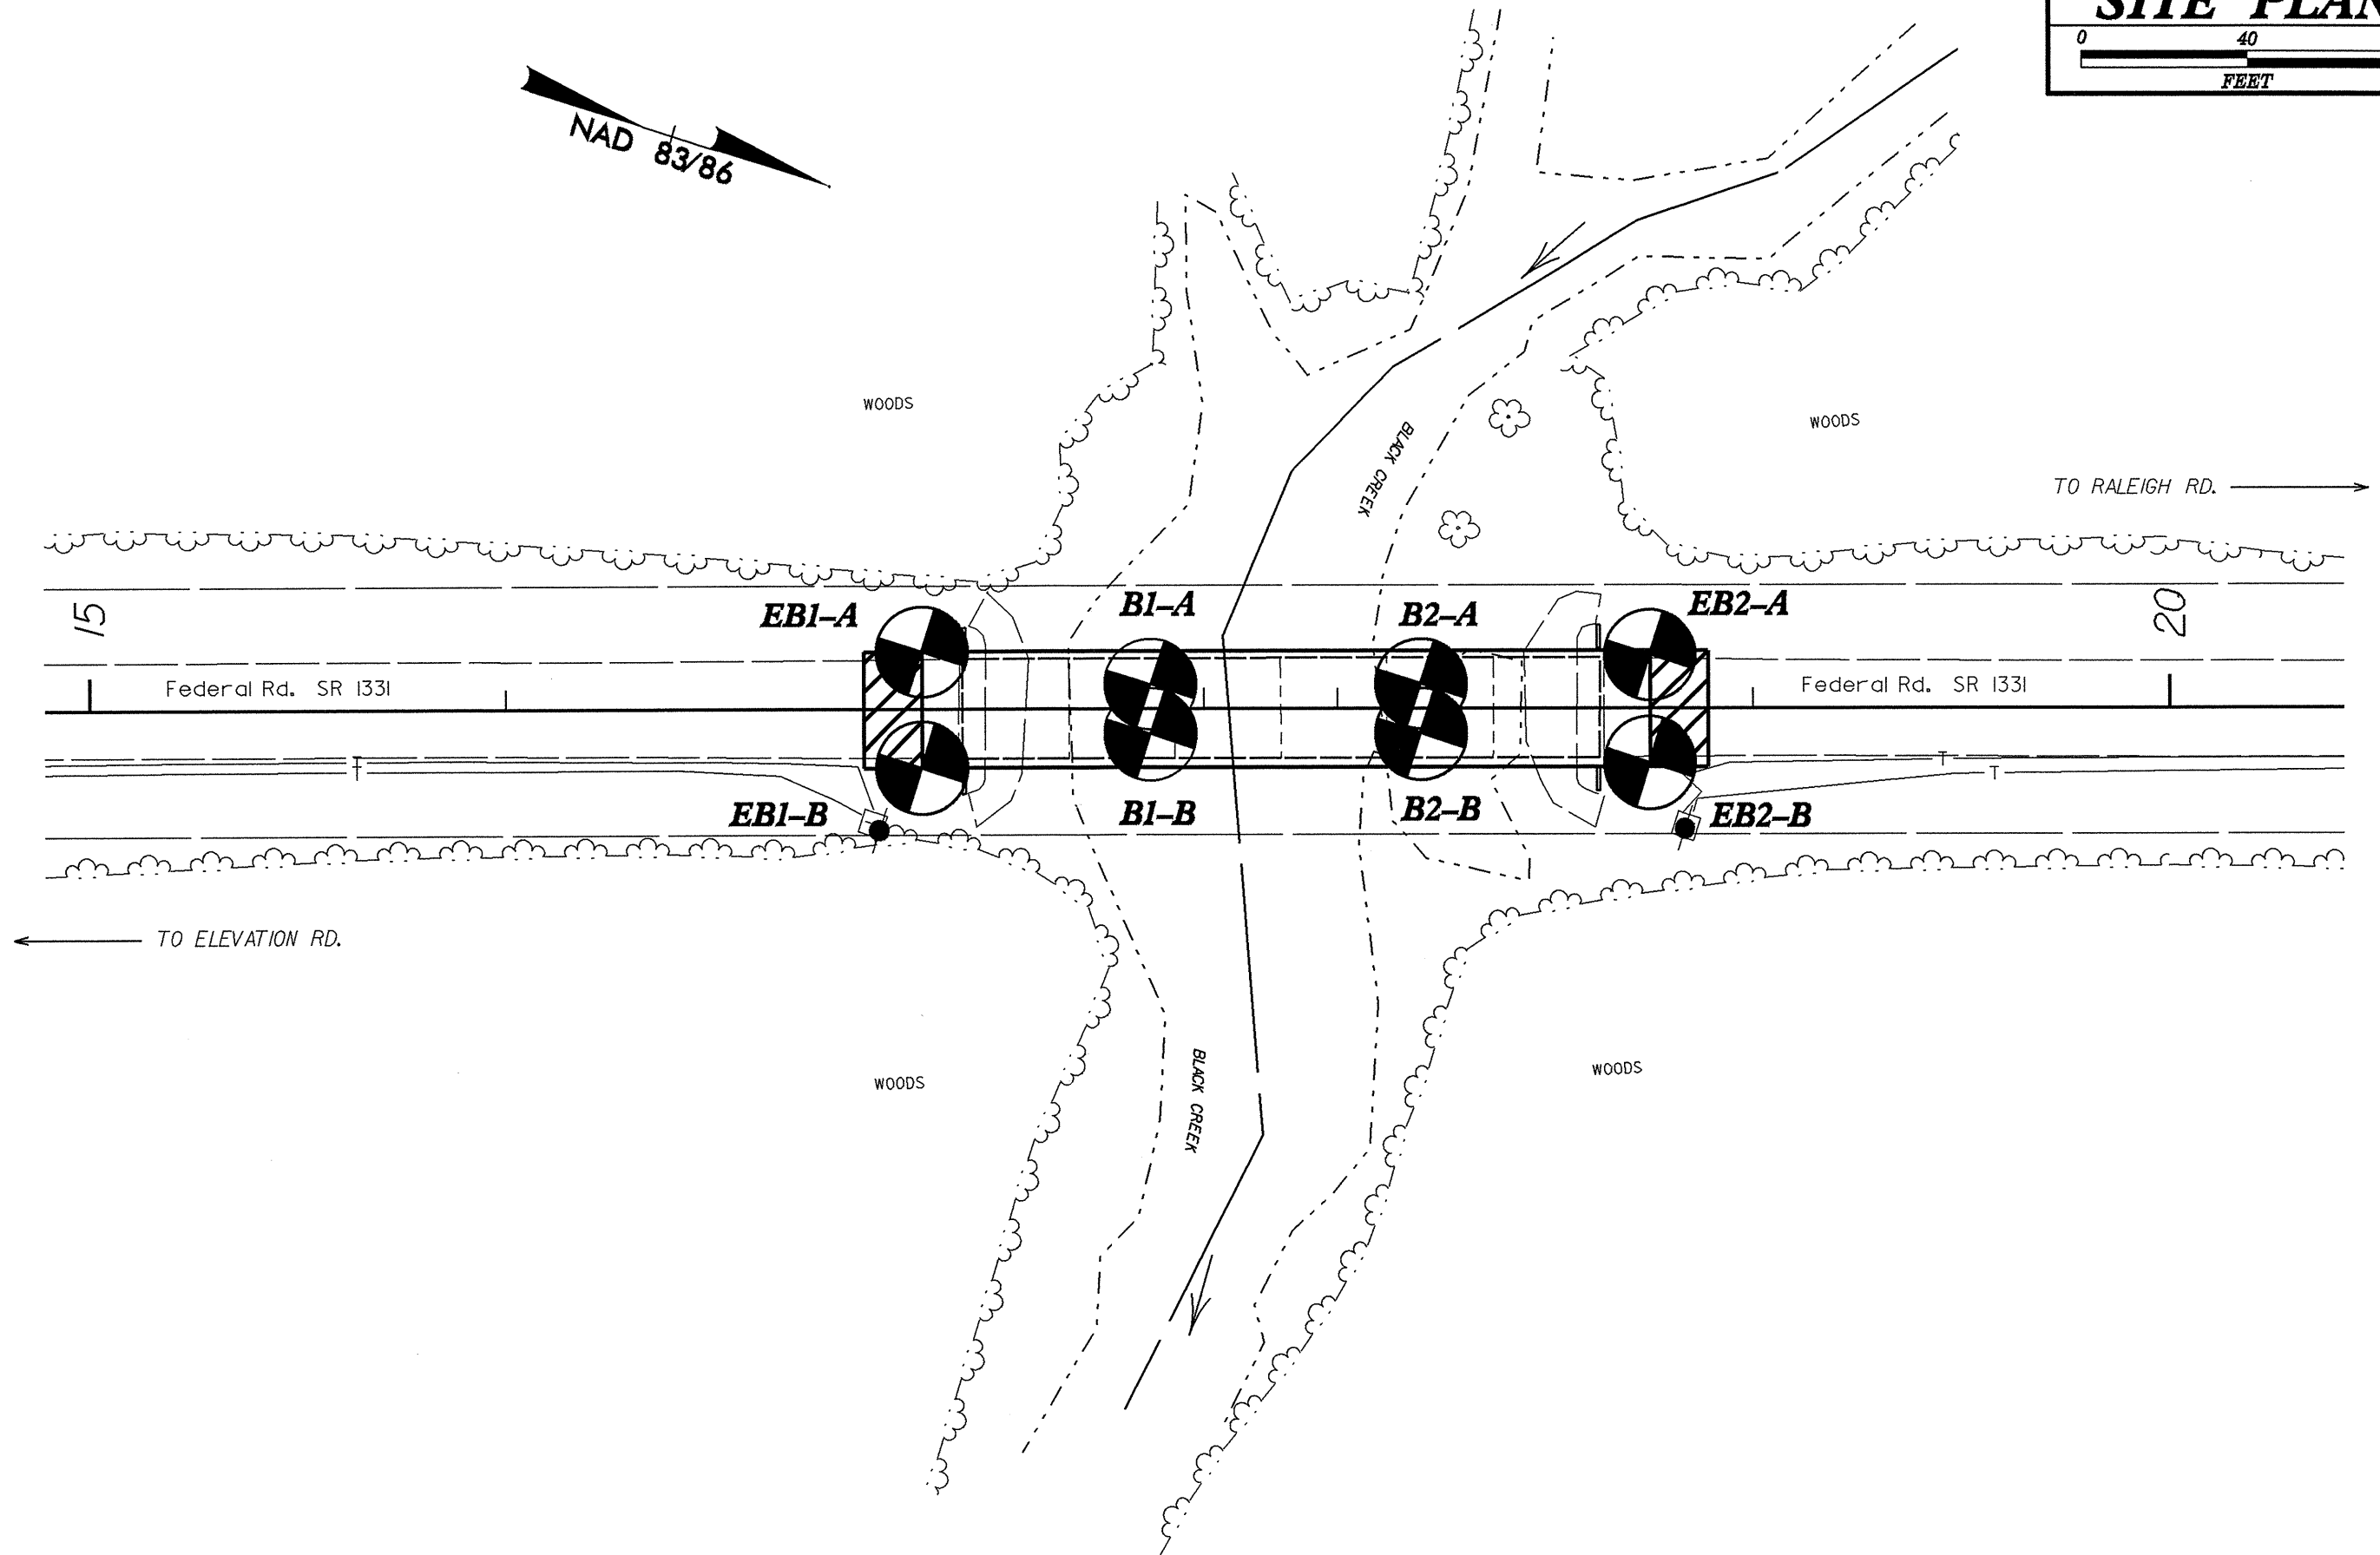 SITE PLAN
0 40
FEET
NAD 83/86
WOODS
BLACK CREEK
WOODS
TO RALEIGH RD.
15
EB1-A
B1-A
B2-A
EB2-A
20
Federal Rd. SR 1331
Federal Rd. SR 1331
T
T
T
T
EB1-B
B1-B
B2-B
EB2-B
TO ELEVATION RD.
WOODS
BLACK CREEK
WOODS